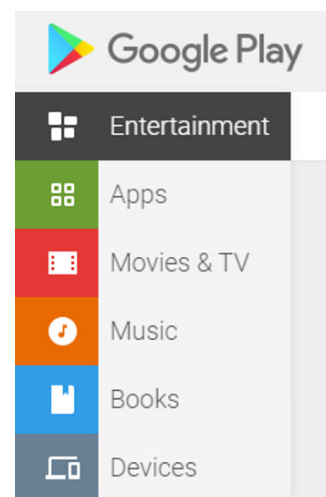 Google Play
Entertainment
Apps
Movies & TV
Music
Books
Devices